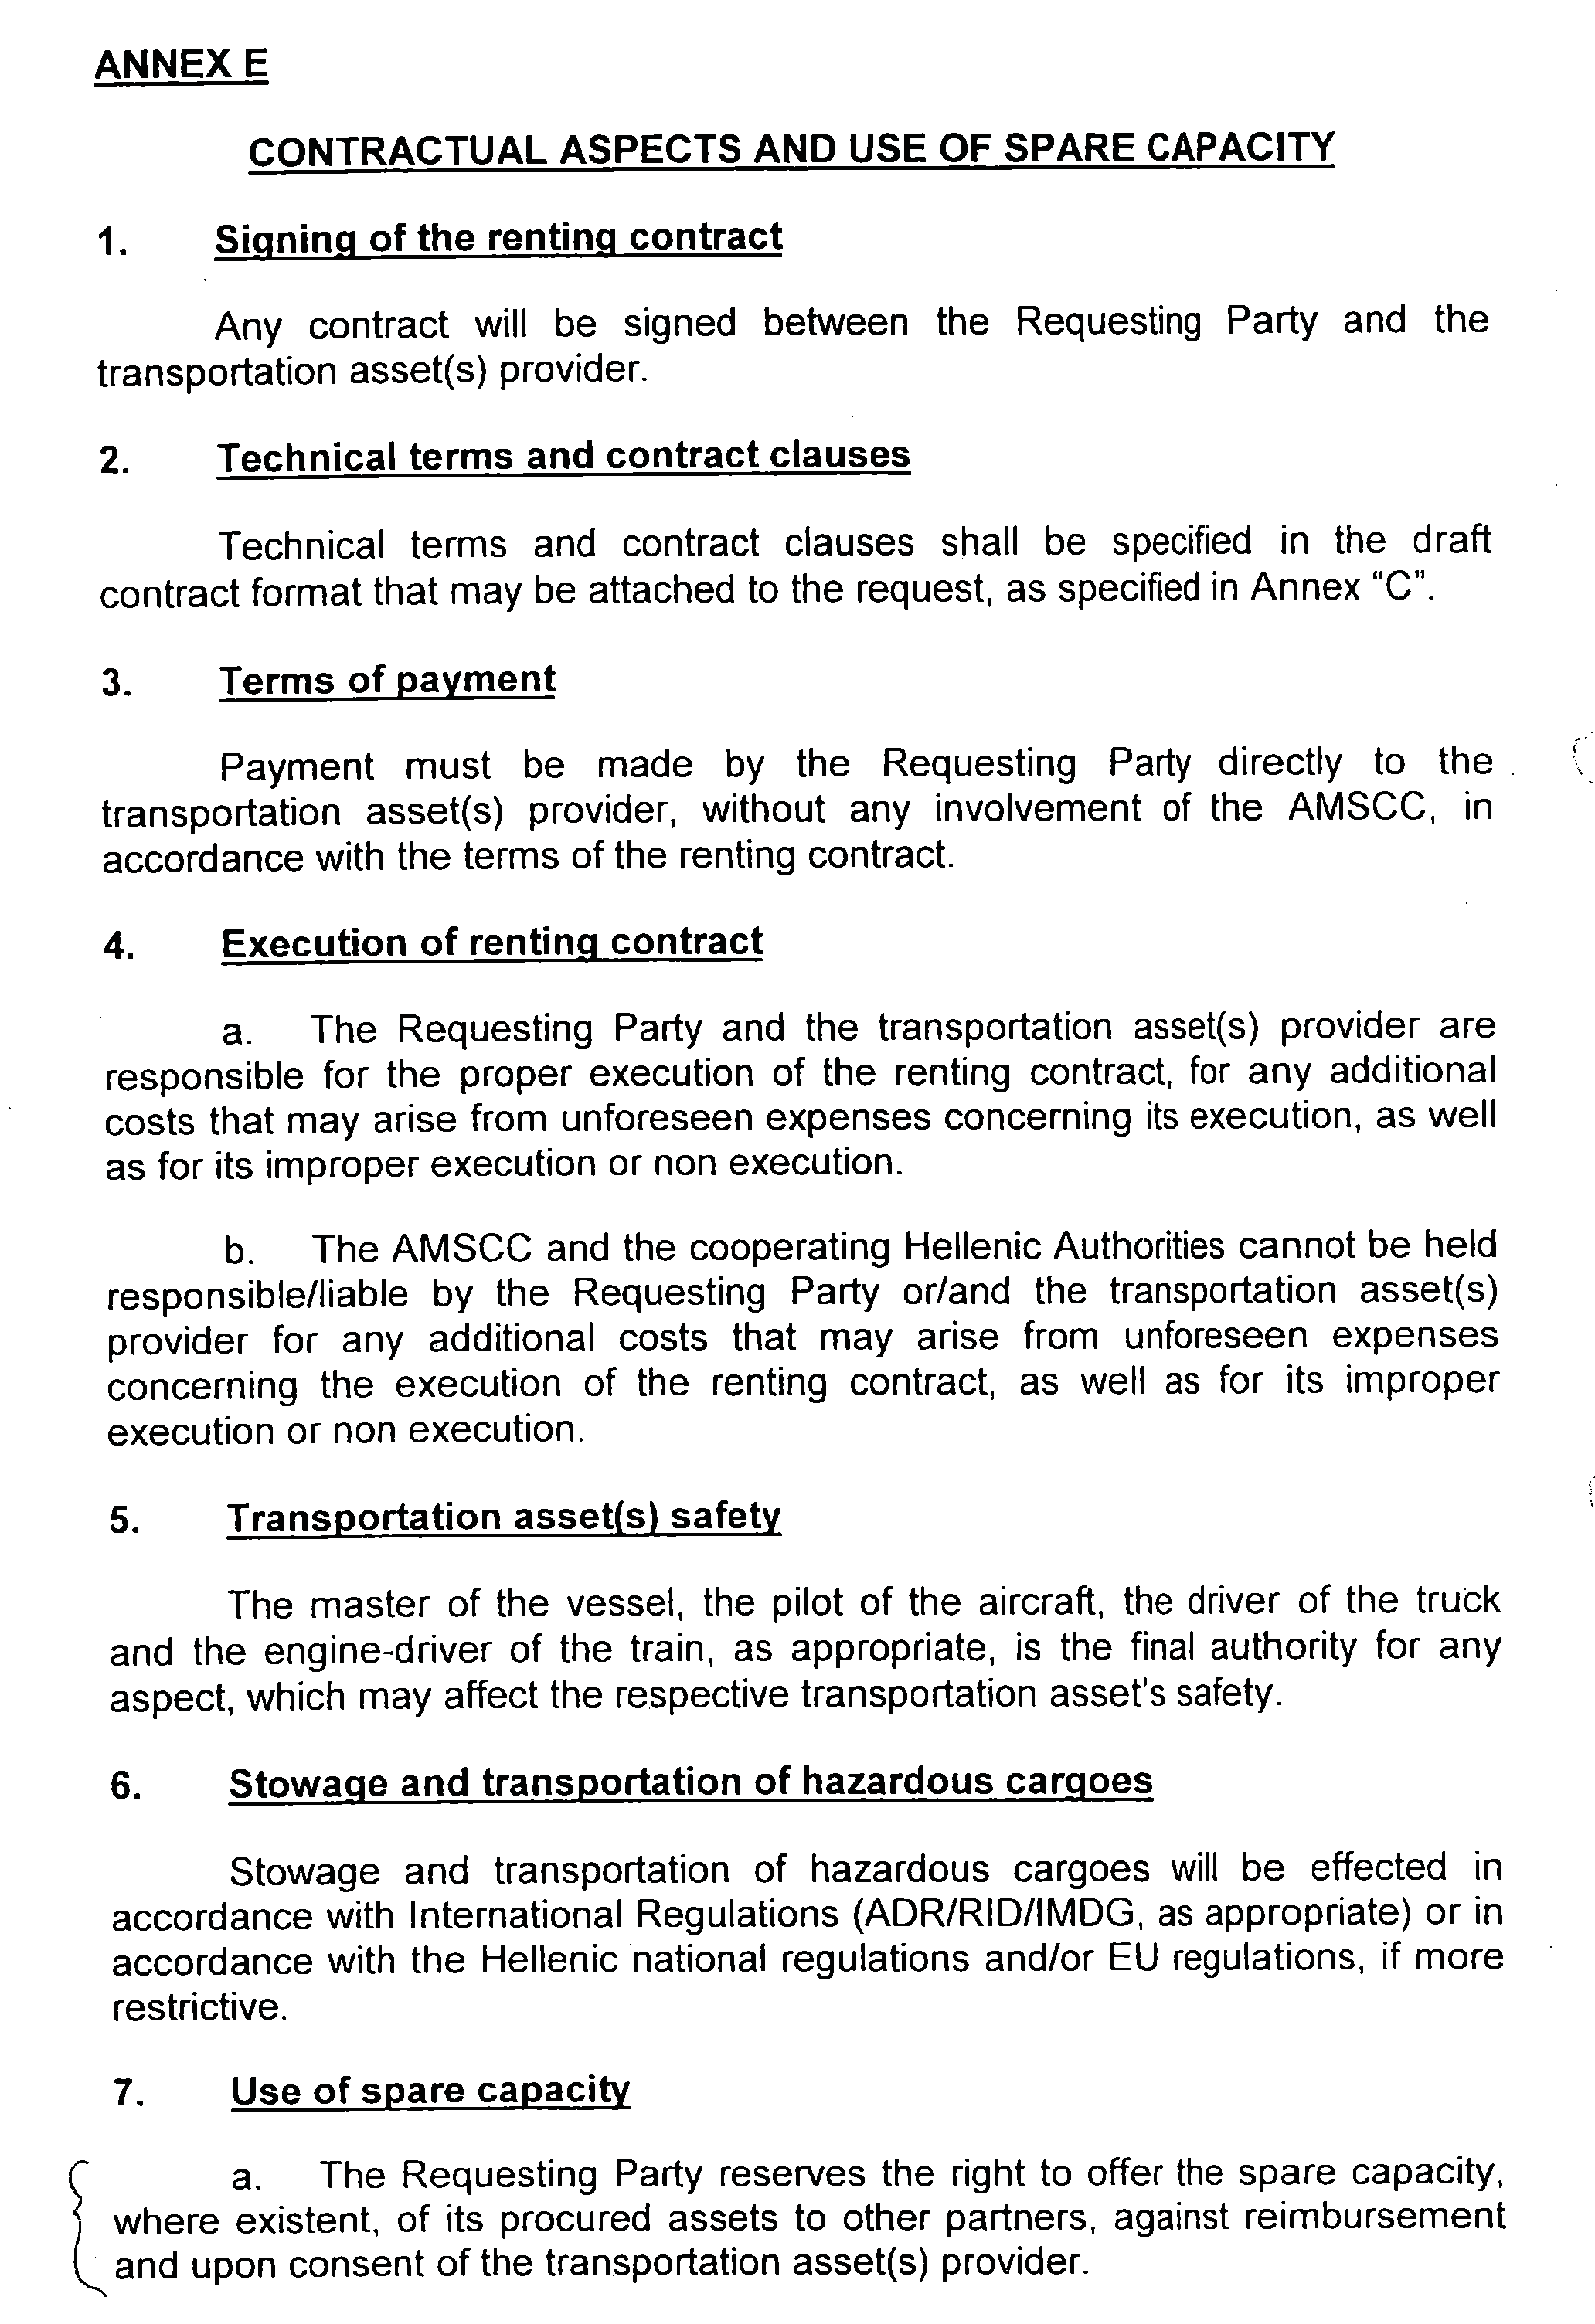 ANNEX E
CONTRACTUAL ASPECTS AND USE OF SPARE CAPACITY
1. Signing of the renting contract
Any contract will be signed between the Requesting Party and the
transportation asset(s) provider.
2. Technical terms and contract clauses
Technical terms and contract clauses shall be specified in the draft
contract format that may be attached to the request, as specified in Annex “C”.
3. Terms of payment
Payment must be made by the Requesting Party directly to the
transportation asset(s) provider, without any involvement of the AMSCC, in
accordance with the terms of the renting contract.
4. Execution of renting contract
a. The Requesting Party and the transportation asset(s) provider are
responsible for the proper execution of the renting contract, for any additional
costs that may arise from unforeseen expenses concerning its execution, as well
as for its improper execution or non execution.
b. The AMSCC and the cooperating Hellenic Authorities cannot be held
responsible/liable by the Requesting Party or/and the transportation asset(s)
provider for any additional costs that may arise from unforeseen expenses
concerning the execution of the renting contract, as well as for its improper
execution or non execution.
5. Transportation asset(s) safety
The master of the vessel, the pilot of the aircraft, the driver of the truck
and the engine-driver of the train, as appropriate, is the final authority for any
aspect, which may affect the respective transportation asset's safety.
6. Stowage and transportation of hazardous cargoes
Stowage and transportation of hazardous cargoes will be effected in
accordance with International Regulations (ADR/RID/IMDG, as appropriate) or in
accordance with the Hellenic national regulations and/or EU regulations, if more
restrictive.
7. Use of spare capacity
a. The Requesting Party reserves the right to offer the spare capacity,
where existent, of its procured assets to other partners, against reimbursement
and upon consent of the transportation asset(s) provider.